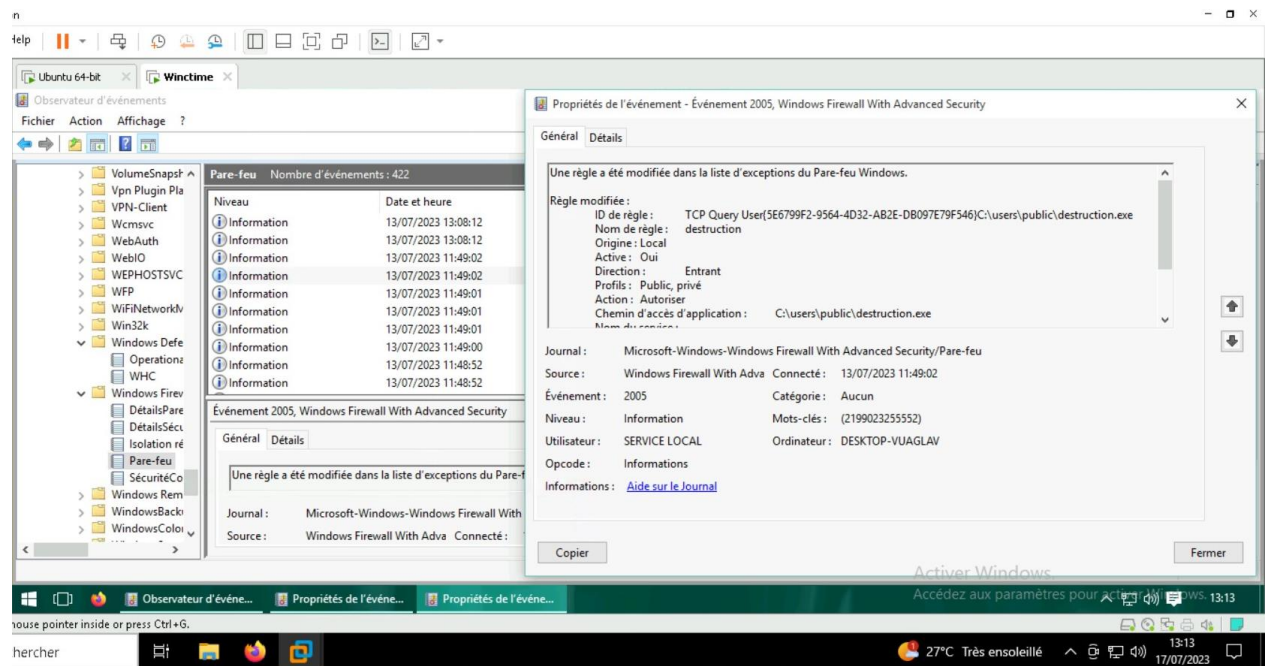 Help
Ubuntu 64-bit
Winctime
Observateur d'événements
Fichier Action Affichage ?
VolumeSnapsh
Vpn Plugin Pla
VPN-Client
Wcmsvc
WebAuth
WebIO
WEPHOSTSVC
WFP
WiFiNetworkM
Win32k
Windows Defe
Operationa
WHC
Windows Firev
DétailsPare
DétailsSécu
Isolation ré
Pare-feu
SécuritéCo
Windows Rem
WindowsBacku
WindowsColor
Pare-feu Nombre d'événements : 422
Niveau Date et heure
Information 13/07/2023 13:08:12
Information 13/07/2023 13:08:12
Information 13/07/2023 11:49:02
Information 13/07/2023 11:49:02
Information 13/07/2023 11:49:01
Information 13/07/2023 11:49:01
Information 13/07/2023 11:49:01
Information 13/07/2023 11:49:00
Information 13/07/2023 11:48:52
Information 13/07/2023 11:48:52
Événement 2005, Windows Firewall With Advanced Security
Général Détails
Une règle a été modifiée dans la liste d'exceptions du Pare-f
Journal : Microsoft-Windows-Windows Firewall With
Source : Windows Firewall With Adva Connecté :
Propriétés de l'événement - Événement 2005, Windows Firewall With Advanced Security
Général Détails
Une règle a été modifiée dans la liste d'exceptions du Pare-feu Windows.
Règle modifiée :
ID de règle : TCP Query User{5E6799F2-9564-4D32-AB2E-DB097E79F546}C:\users\public\destruction.exe
Nom de règle : destruction
Origine : Local
Active : Oui
Direction : Entrant
Profils : Public, privé
Action : Autoriser
Chemin d'accès d'application : C:\users\public\destruction.exe
Nom du service :
Journal : Microsoft-Windows-Windows Firewall With Advanced Security/Pare-feu
Source : Windows Firewall With Adva Connecté : 13/07/2023 11:49:02
Événement : 2005 Catégorie : Aucun
Niveau : Information Mots-clés : (2199023255552)
Utilisateur : SERVICE LOCAL Ordinateur : DESKTOP-VUAGLAV
Opcode : Informations
Informations : Aide sur le Journal
Copier Fermer
Activer Windows
Accédez aux paramètres pour activer Windows.
Observateur d'événe... Propriétés de l'événe... Propriétés de l'événe... 13:13
mouse pointer inside or press Ctrl+G.
hercher 27°C Très ensoleillé 13:13
17/07/2023